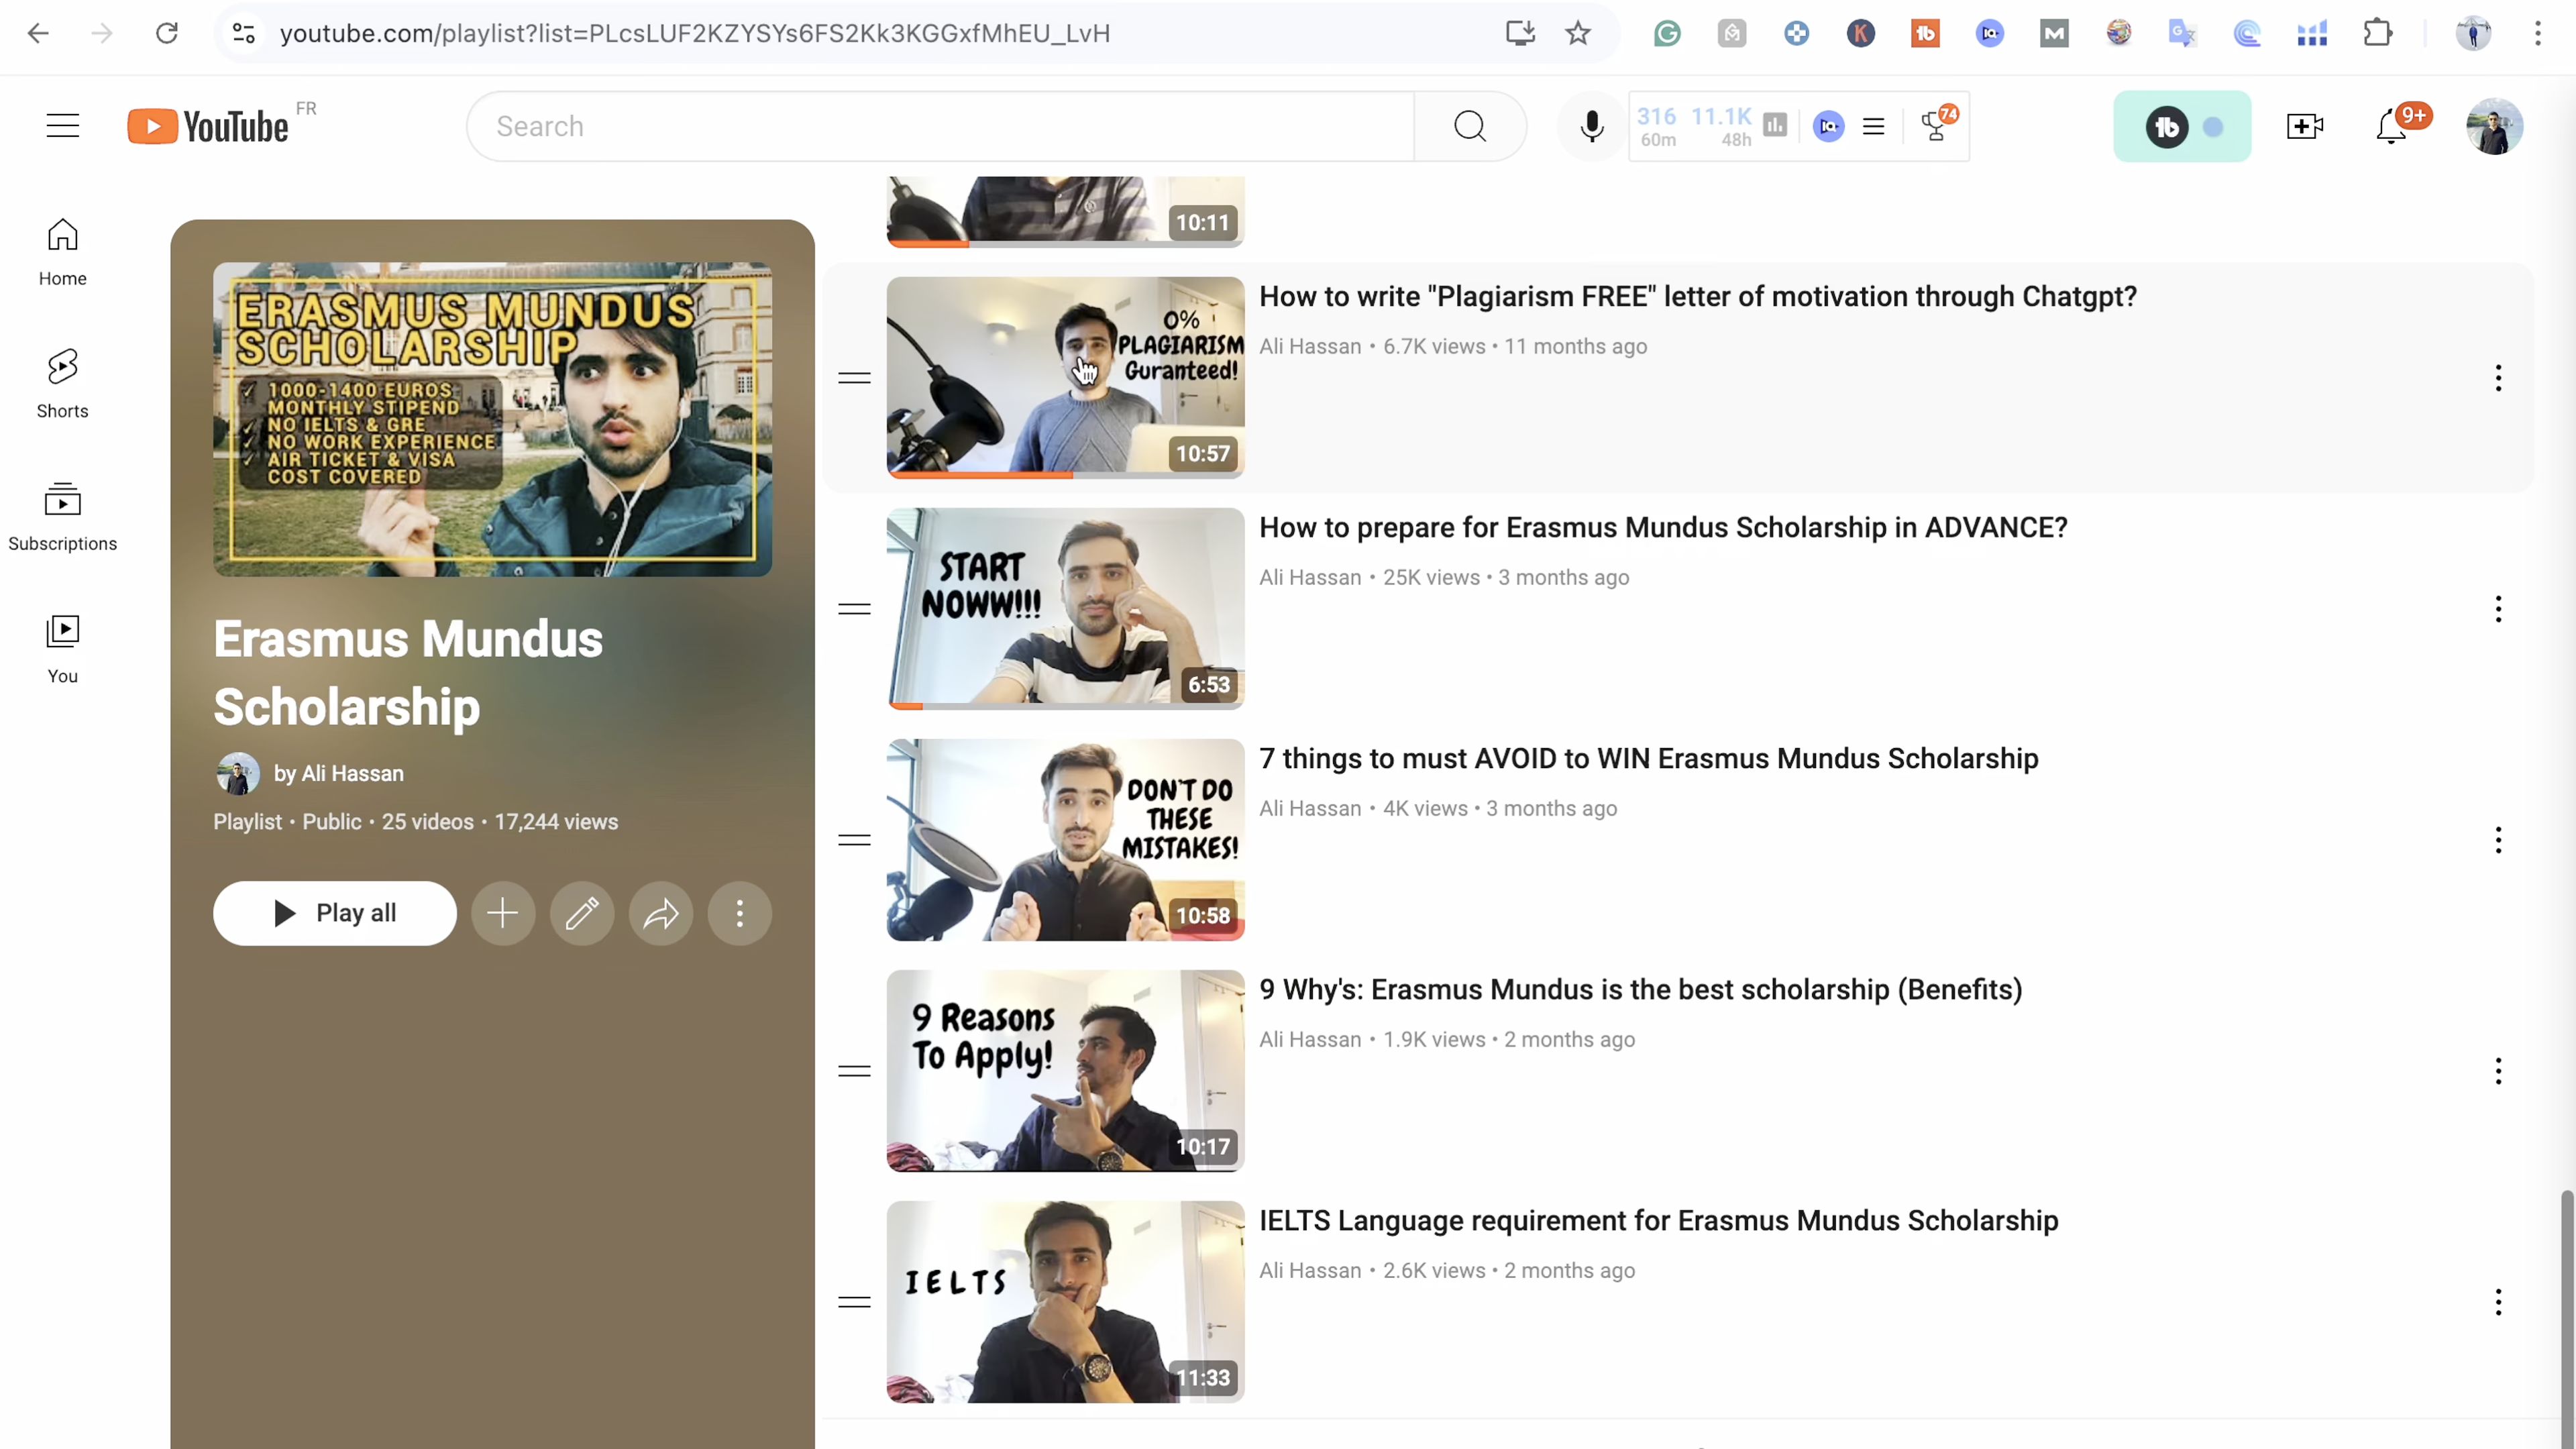 youtube.com/playlist?list=PLcsLUF2KZYSYs6FS2Kk3KGGxfMhEU_LvH
YouTube FR
Search
316 11.1K
60m 48h
74
9+
Home
Shorts
Subscriptions
You
ERASMUS MUNDUS
SCHOLARSHIP
✓ 1000-1400 EUROS
MONTHLY STIPEND
✓ NO IELTS & GRE
✓ NO WORK EXPERIENCE
✓ AIR TICKET & VISA
COST COVERED
Erasmus Mundus
Scholarship
by Ali Hassan
Playlist • Public • 25 videos • 17,244 views
Play all
10:11
0%
PLAGIARISM
Guranteed!
10:57
How to write "Plagiarism FREE" letter of motivation through Chatgpt?
Ali Hassan • 6.7K views • 11 months ago
START
NOWW!!!
6:53
How to prepare for Erasmus Mundus Scholarship in ADVANCE?
Ali Hassan • 25K views • 3 months ago
DON'T DO
THESE
MISTAKES!
10:58
7 things to must AVOID to WIN Erasmus Mundus Scholarship
Ali Hassan • 4K views • 3 months ago
9 Reasons
To Apply!
10:17
9 Why's: Erasmus Mundus is the best scholarship (Benefits)
Ali Hassan • 1.9K views • 2 months ago
IELTS
11:33
IELTS Language requirement for Erasmus Mundus Scholarship
Ali Hassan • 2.6K views • 2 months ago